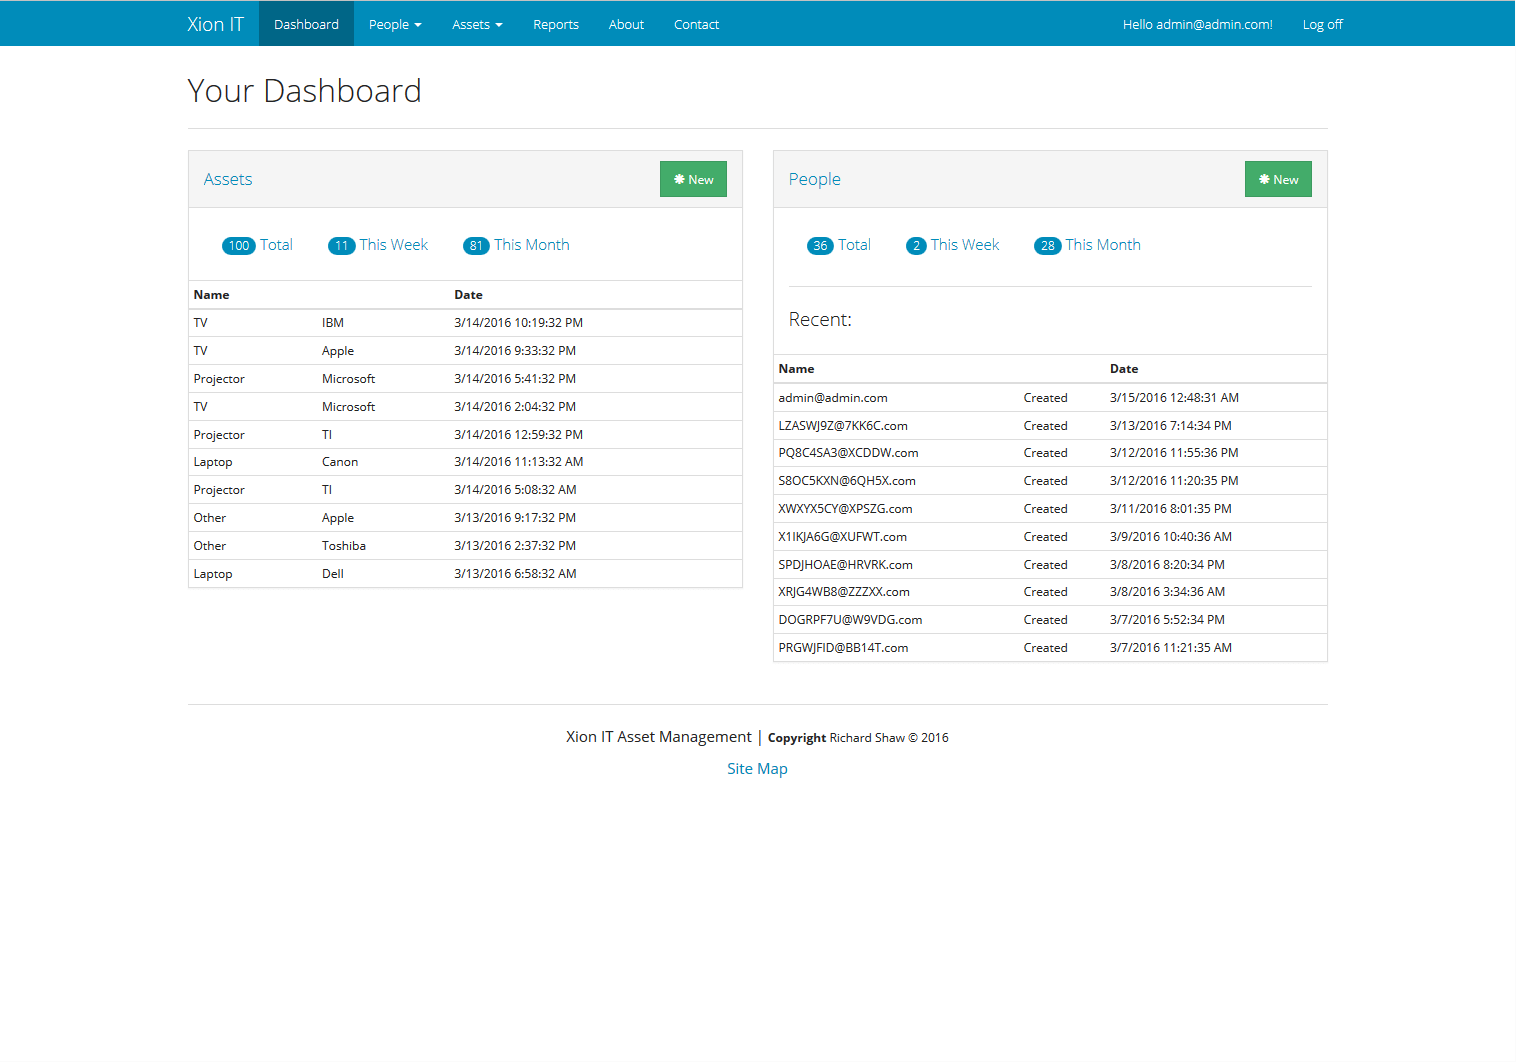 Xion IT Dashboard People Assets Reports About Contact Hello admin@admin.com! Log off
Your Dashboard
Assets New
100 Total 11 This Week 81 This Month
Name Date
TV IBM 3/14/2016 10:19:32 PM
TV Apple 3/14/2016 9:33:32 PM
Projector Microsoft 3/14/2016 5:41:32 PM
TV Microsoft 3/14/2016 2:04:32 PM
Projector TI 3/14/2016 12:59:32 PM
Laptop Canon 3/14/2016 11:13:32 AM
Projector TI 3/14/2016 5:08:32 AM
Other Apple 3/13/2016 9:17:32 PM
Other Toshiba 3/13/2016 2:37:32 PM
Laptop Dell 3/13/2016 6:58:32 AM
People New
36 Total 2 This Week 28 This Month
Recent:
Name Date
admin@admin.com Created 3/15/2016 12:48:31 AM
LZASWJ9Z@7KK6C.com Created 3/13/2016 7:14:34 PM
PQ8C4SA3@XCDDW.com Created 3/12/2016 11:55:36 PM
S8OC5KXN@6QH5X.com Created 3/12/2016 11:20:35 PM
XWXYX5CY@XPSZG.com Created 3/11/2016 8:01:35 PM
X1IKJA6G@XUFWT.com Created 3/9/2016 10:40:36 AM
SPDJHOAE@HRVRK.com Created 3/8/2016 8:20:34 PM
XRJG4WB8@ZZZXX.com Created 3/8/2016 3:34:36 AM
DOGRPF7U@W9VDG.com Created 3/7/2016 5:52:34 PM
PRGWJFID@BB14T.com Created 3/7/2016 11:21:35 AM
Xion IT Asset Management | Copyright Richard Shaw © 2016
Site Map